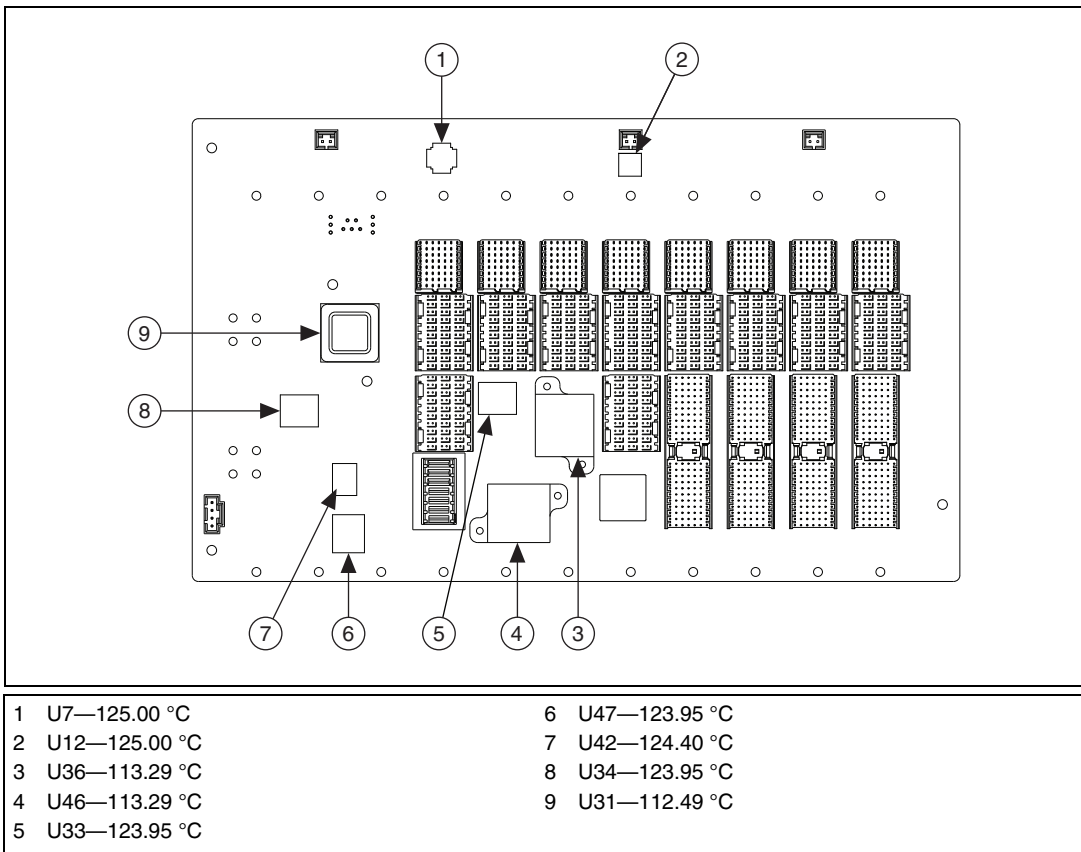 1
2
9
8
7
6
5
4
3
1 U7—125.00 °C
2 U12—125.00 °C
3 U36—113.29 °C
4 U46—113.29 °C
5 U33—123.95 °C
6 U47—123.95 °C
7 U42—124.40 °C
8 U34—123.95 °C
9 U31—112.49 °C